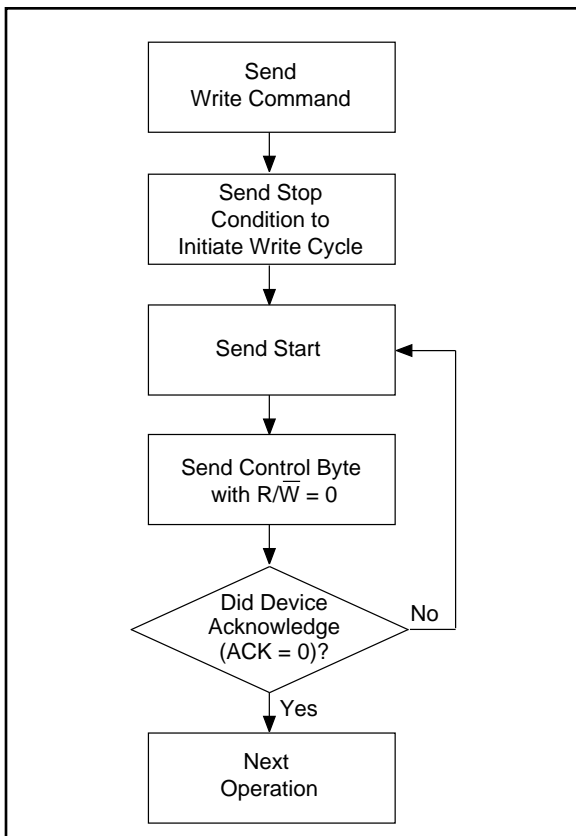 Send
Write Command
Send Stop
Condition to
Initiate Write Cycle
Send Start
Send Control Byte
with R/W̅ = 0
Did Device
Acknowledge
(ACK = 0)?
No
Yes
Next
Operation